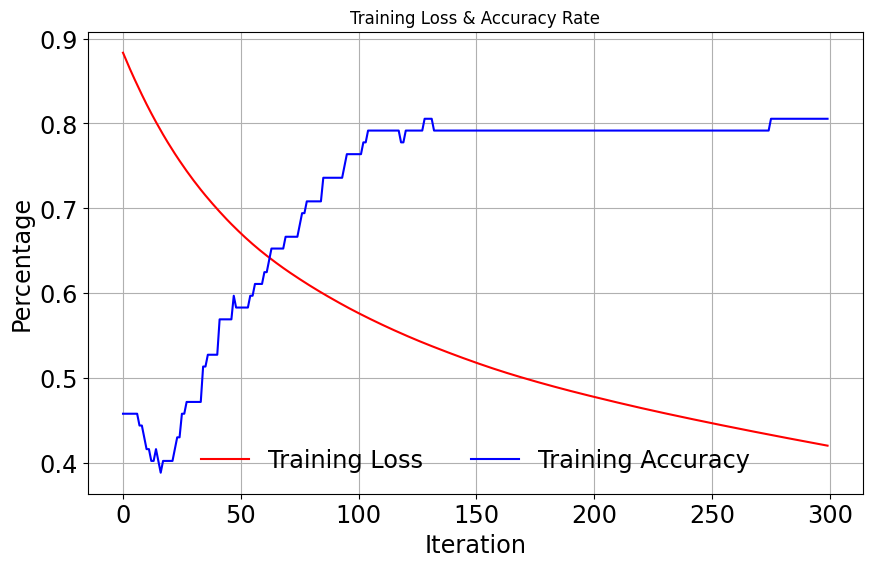 Training Loss & Accuracy Rate
0.9
0.8
0.7
0.6
0.5
0.4
Percentage
Training Loss
Training Accuracy
0
50
100
150
200
250
300
Iteration